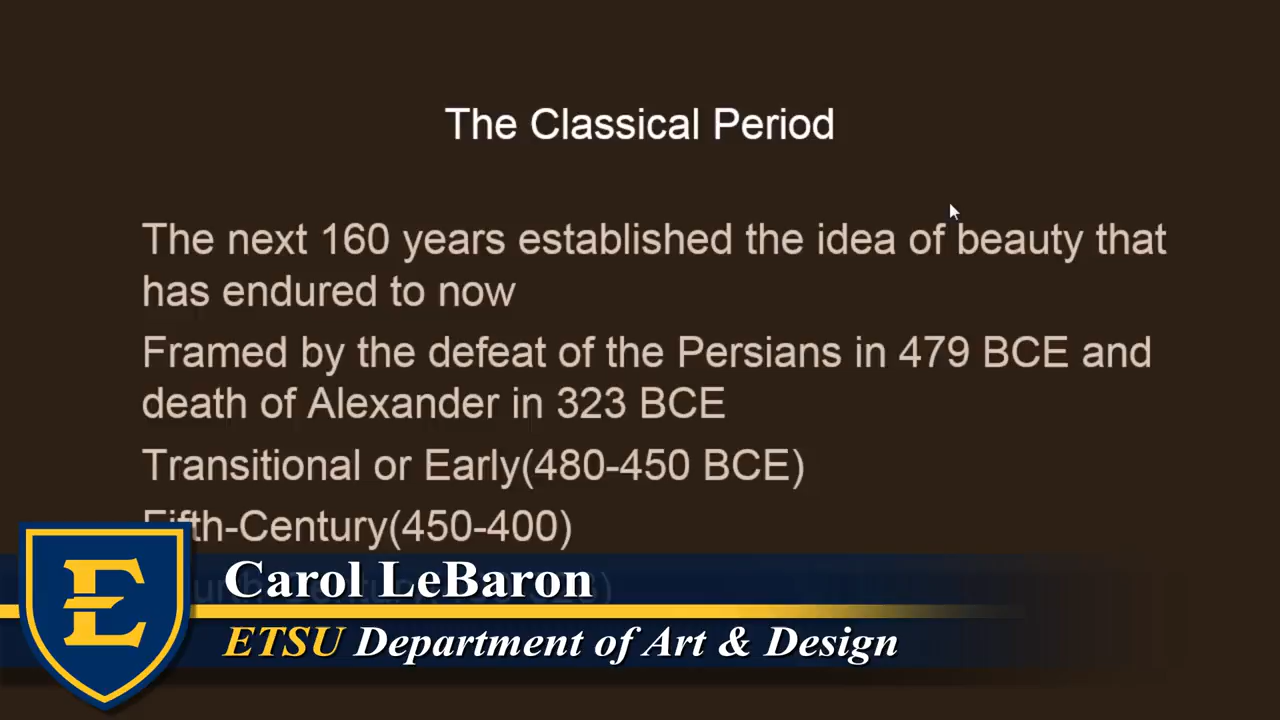 The Classical Period
The next 160 years established the idea of beauty that
has endured to now
Framed by the defeat of the Persians in 479 BCE and
death of Alexander in 323 BCE
Transitional or Early(480-450 BCE)
Fifth-Century(450-400)
E
Carol LeBaron
ETSU Department of Art & Design